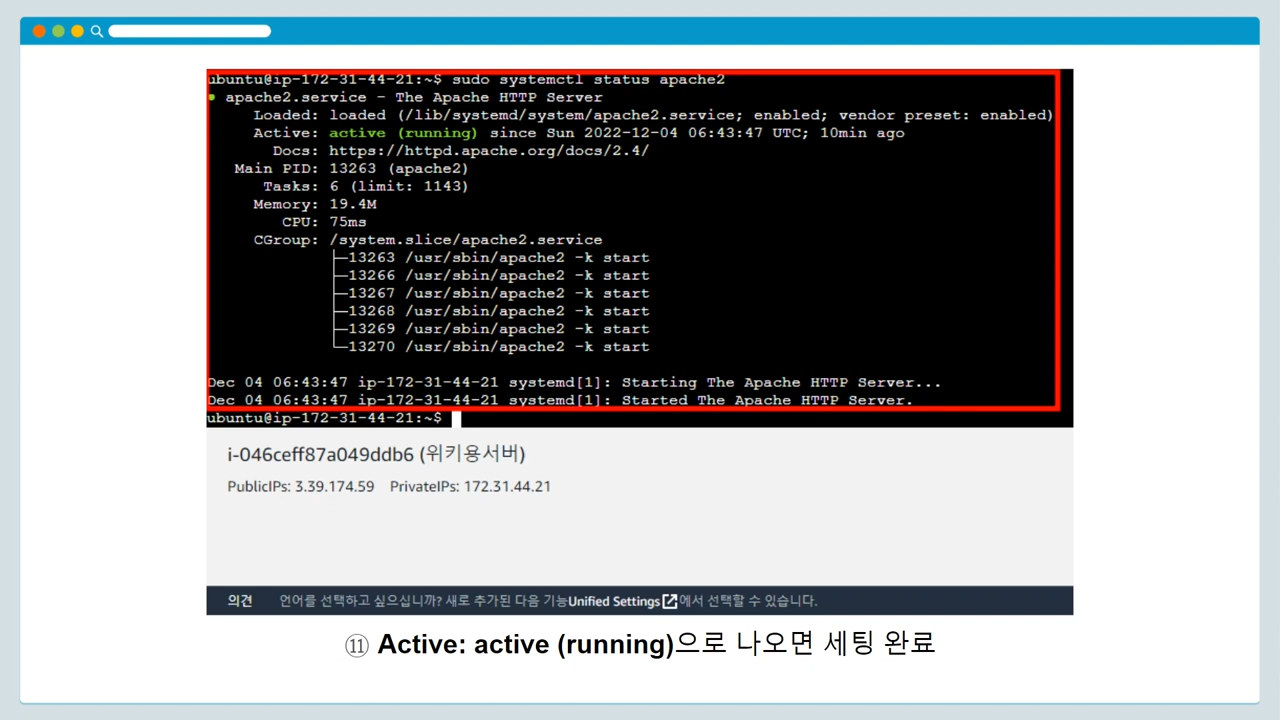 ubuntu@ip-172-31-44-21:~$ sudo systemctl status apache2
● apache2.service - The Apache HTTP Server
Loaded: loaded (/lib/systemd/system/apache2.service; enabled; vendor preset: enabled)
Active: active (running) since Sun 2022-12-04 06:43:47 UTC; 10min ago
Docs: https://httpd.apache.org/docs/2.4/
Main PID: 13263 (apache2)
Tasks: 6 (limit: 1143)
Memory: 19.4M
CPU: 75ms
CGroup: /system.slice/apache2.service
├─13263 /usr/sbin/apache2 -k start
├─13266 /usr/sbin/apache2 -k start
├─13267 /usr/sbin/apache2 -k start
├─13268 /usr/sbin/apache2 -k start
├─13269 /usr/sbin/apache2 -k start
└─13270 /usr/sbin/apache2 -k start
Dec 04 06:43:47 ip-172-31-44-21 systemd[1]: Starting The Apache HTTP Server...
Dec 04 06:43:47 ip-172-31-44-21 systemd[1]: Started The Apache HTTP Server.
ubuntu@ip-172-31-44-21:~$
i-046ceff87a049ddb6 (위키용서버)
PublicIPs: 3.39.174.59 PrivateIPs: 172.31.44.21
의견 언어를 선택하고 싶으십니까? 새로 추가된 다음 기능Unified Settings에서 선택할 수 있습니다.
⑪ Active: active (running)으로 나오면 세팅 완료